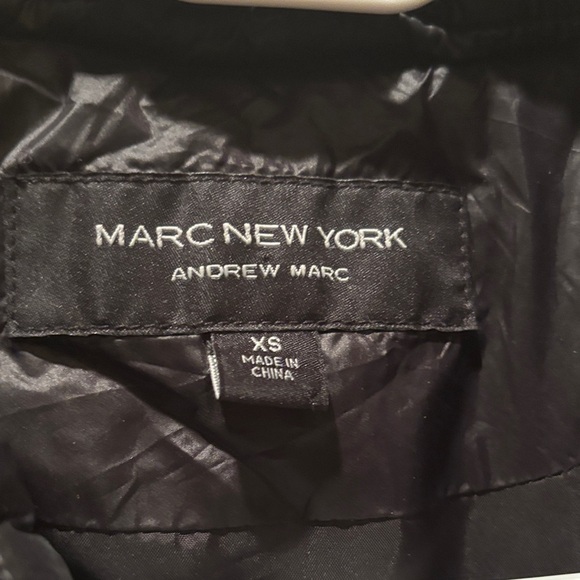 MARC NEW YORK
ANDREW MARC
XS
MADE IN
CHINA